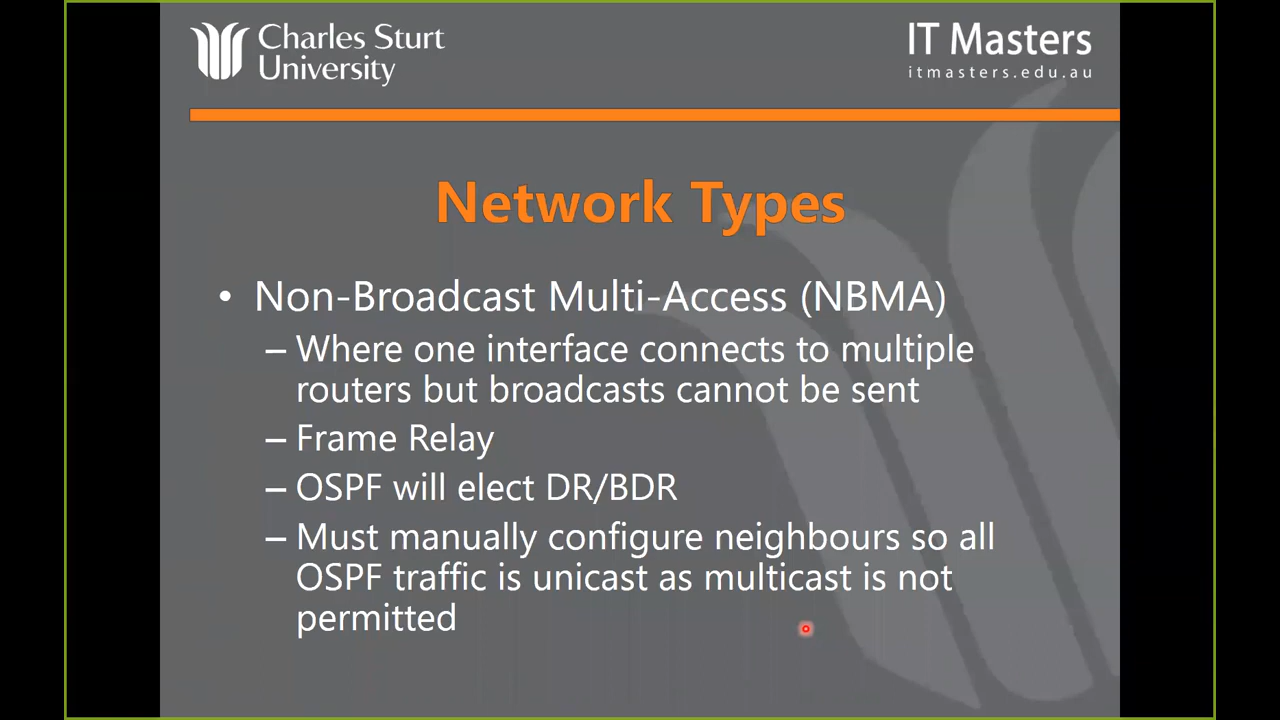 Charles Sturt
University
IT Masters
itmasters.edu.au
Network Types
• Non-Broadcast Multi-Access (NBMA)
– Where one interface connects to multiple
routers but broadcasts cannot be sent
– Frame Relay
– OSPF will elect DR/BDR
– Must manually configure neighbours so all
OSPF traffic is unicast as multicast is not
permitted